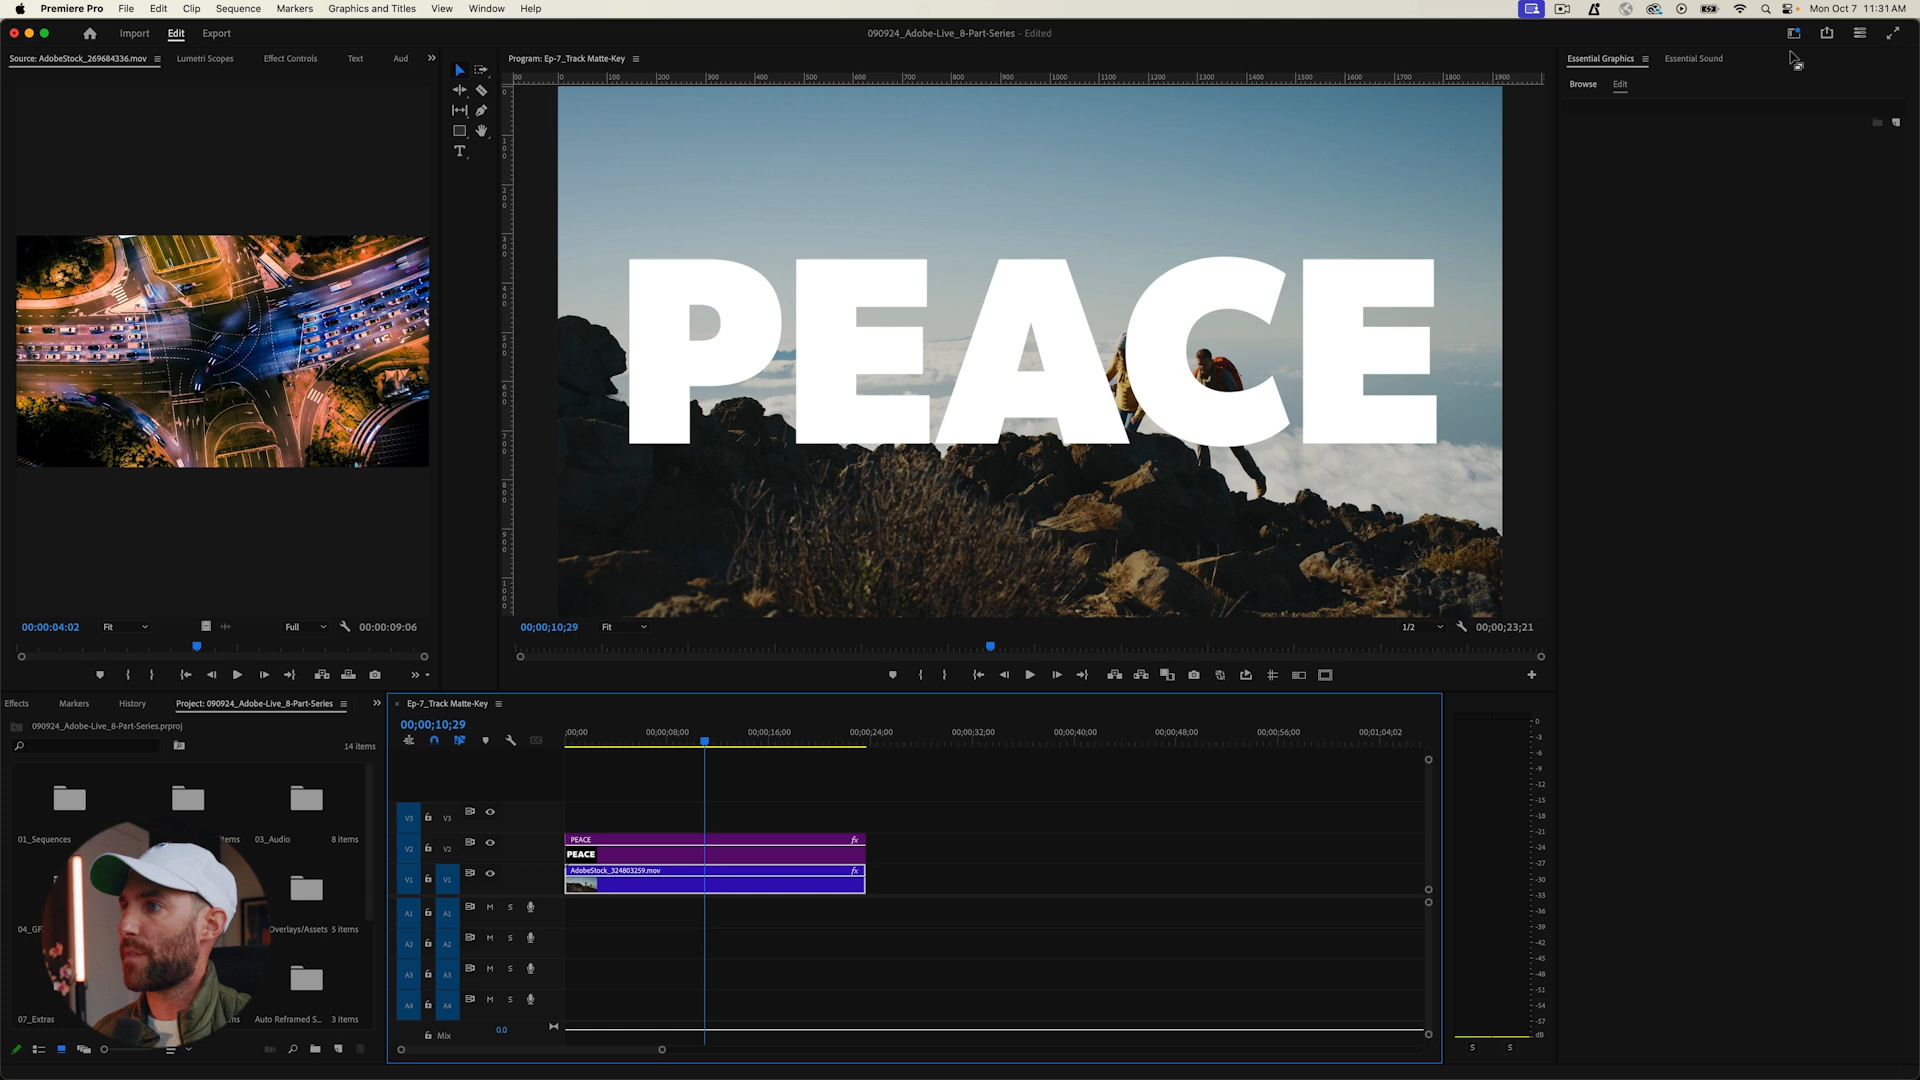 Premiere Pro File Edit Clip Sequence Markers Graphics and Titles View Window Help
Mon Oct 7 11:31AM
Import Edit Export
090924_Adobe-Live_8-Part-Series - Edited
Source: AdobeStock_269684336.mov Lumetri Scopes Effect Controls Text Aud
Program: Ep-7_Track Matte-Key
Essential Graphics Essential Sound
Browse Edit
PEACE
00:00:04:02 Fit Full 00:00:09:06
00;00;10;29 Fit 1/2 00;00;23;21
Effects Markers History Project: 090924_Adobe-Live_8-Part-Series
090924_Adobe-Live_8-Part-Series.prproj
14 items
01_Sequences
03_Audio 8 items
Overlays/Assets 5 items
07_Extras
Auto Reframed S... 3 items
Ep-7_Track Matte-Key
00;00;10;29
;00;00 00;00;08;00 00;00;16;00 00;00;24;00 00;00;32;00 00;00;40;00 00;00;48;00 00;00;56;00 00;01;04;02
V3 V3
V2 V2 PEACE fx
PEACE
V1 V1 AdobeStock_324803259.mov fx
A1 A1 M S
A2 A2 M S
A3 A3 M S
A4 A4 M S
Mix 0.0
0
-3
-6
-9
-12
-15
-18
-21
-24
-27
-30
-33
-36
-39
-42
-45
-48
-51
-54
-57
dB
S S